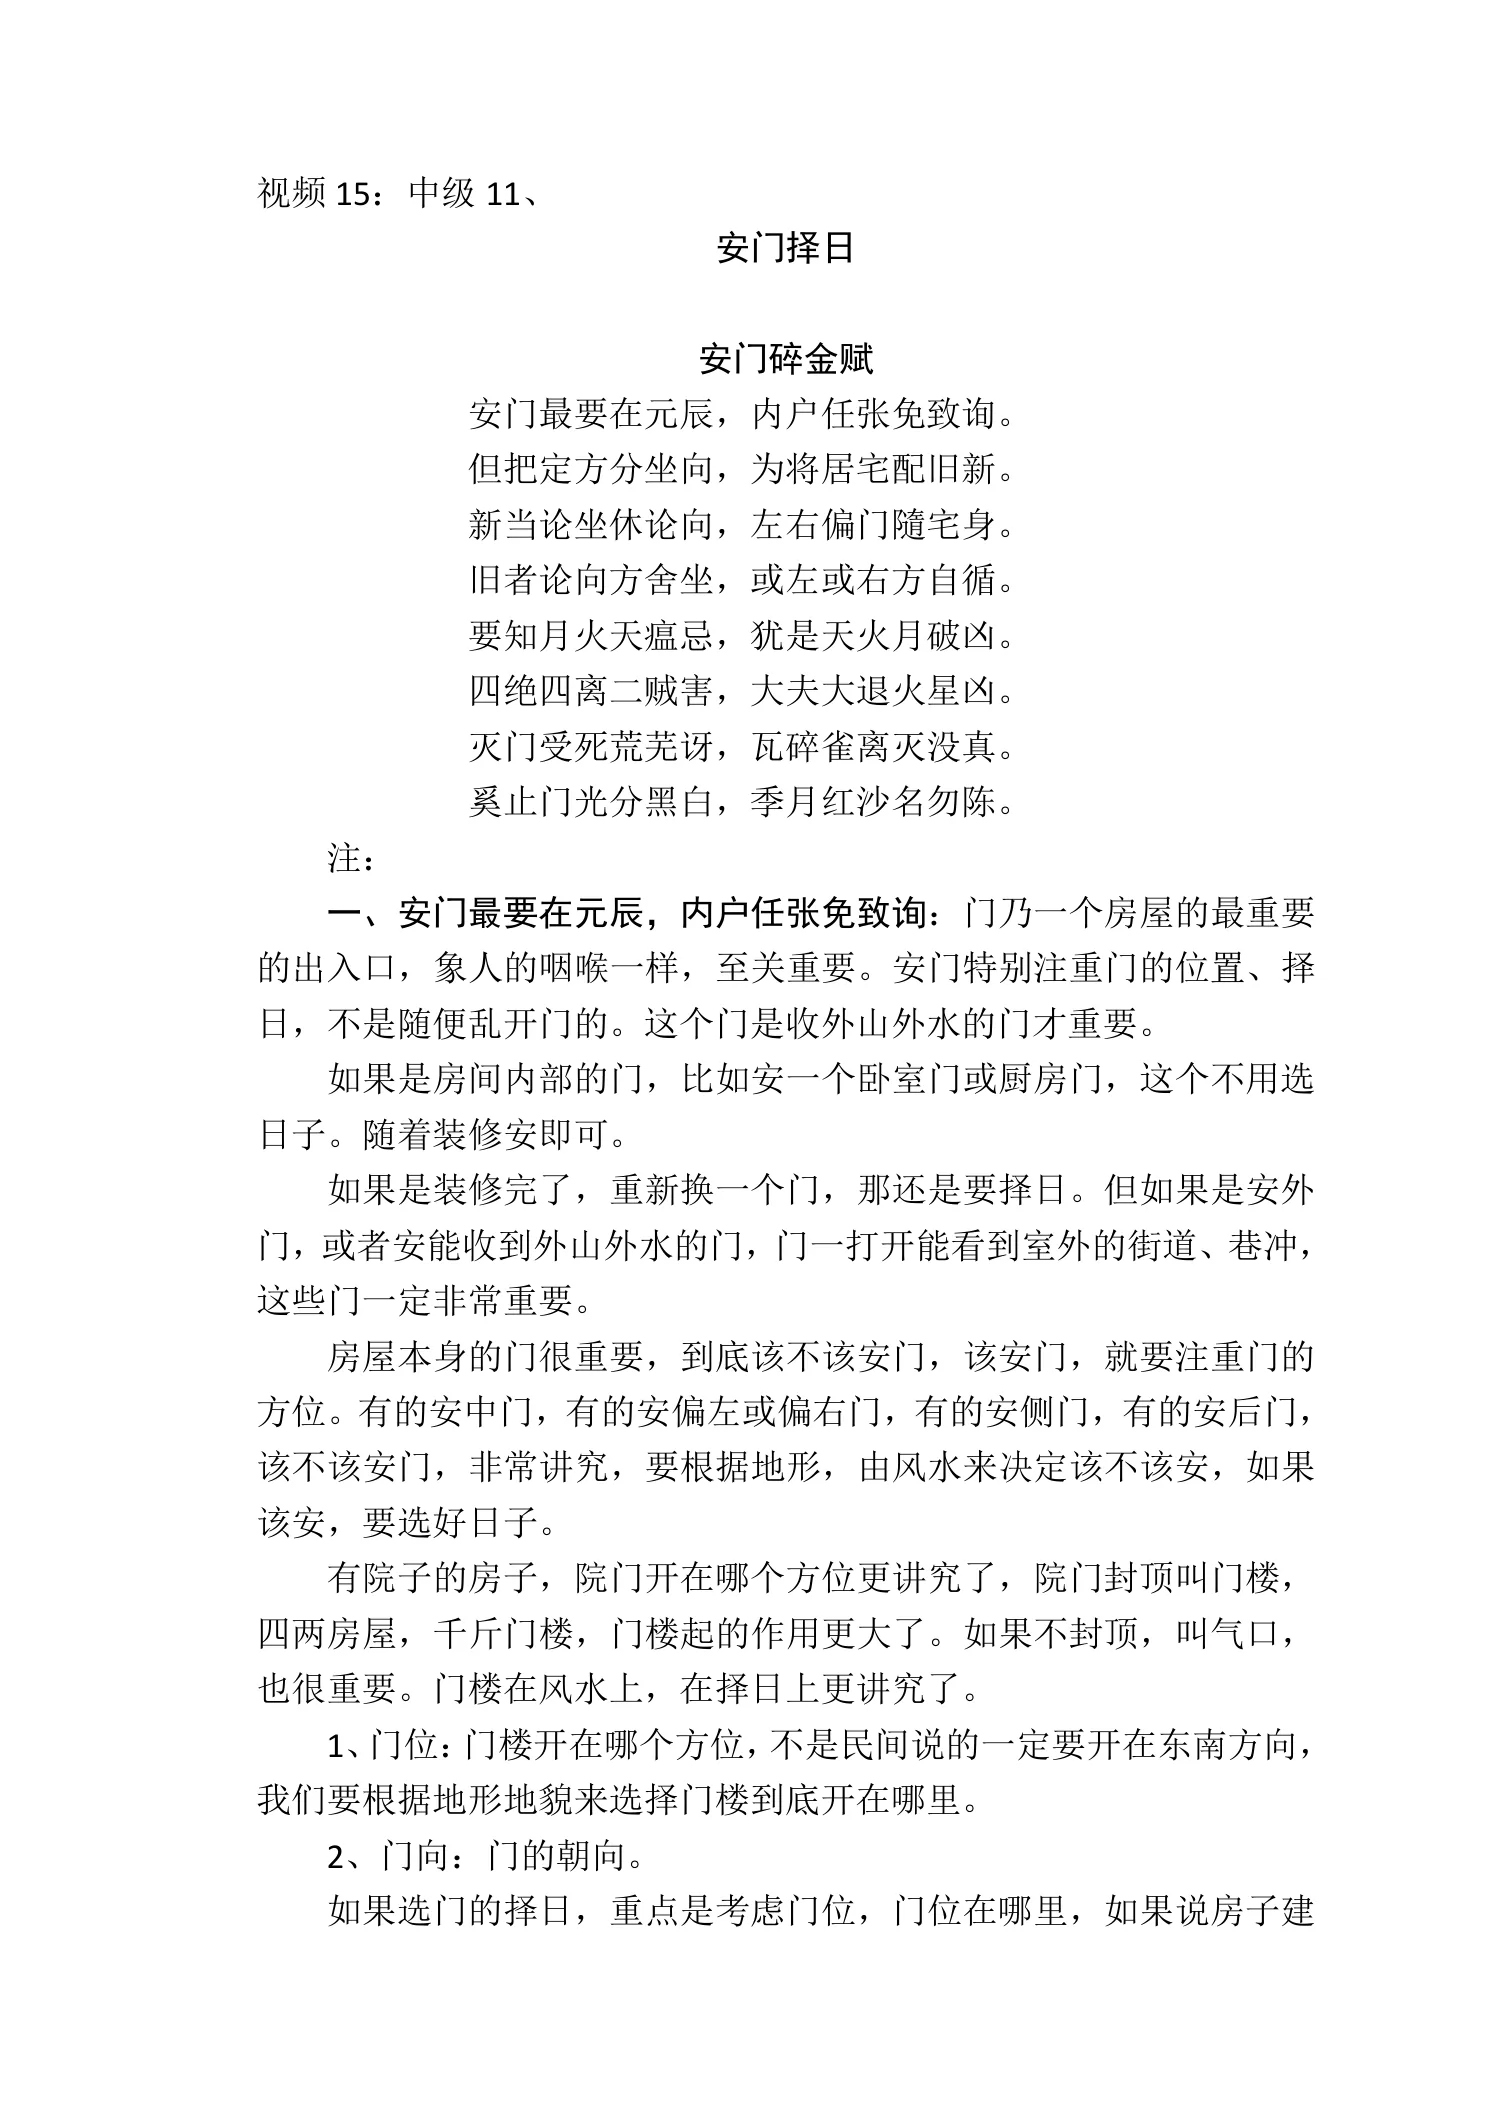 视频 15：中级 11、
安门择日
安门碎金赋
安门最要在元辰，内户任张免致询。
但把定方分坐向，为将居宅配旧新。
新当论坐休论向，左右偏门隨宅身。
旧者论向方舍坐，或左或右方自循。
要知月火天瘟忌，犹是天火月破凶。
四绝四离二贼害，大夫大退火星凶。
灭门受死荒芜讶，瓦碎雀离灭没真。
奚止门光分黑白，季月红沙名勿陈。
注：
一、安门最要在元辰，内户任张免致询：门乃一个房屋的最重要
的出入口，象人的咽喉一样，至关重要。安门特别注重门的位置、择
日，不是随便乱开门的。这个门是收外山外水的门才重要。
如果是房间内部的门，比如安一个卧室门或厨房门，这个不用选
日子。随着装修安即可。
如果是装修完了，重新换一个门，那还是要择日。但如果是安外
门，或者安能收到外山外水的门，门一打开能看到室外的街道、巷冲，
这些门一定非常重要。
房屋本身的门很重要，到底该不该安门，该安门，就要注重门的
方位。有的安中门，有的安偏左或偏右门，有的安侧门，有的安后门，
该不该安门，非常讲究，要根据地形，由风水来决定该不该安，如果
该安，要选好日子。
有院子的房子，院门开在哪个方位更讲究了，院门封顶叫门楼，
四两房屋，千斤门楼，门楼起的作用更大了。如果不封顶，叫气口，
也很重要。门楼在风水上，在择日上更讲究了。
1、门位：门楼开在哪个方位，不是民间说的一定要开在东南方向，
我们要根据地形地貌来选择门楼到底开在哪里。
2、门向：门的朝向。
如果选门的择日，重点是考虑门位，门位在哪里，如果说房子建